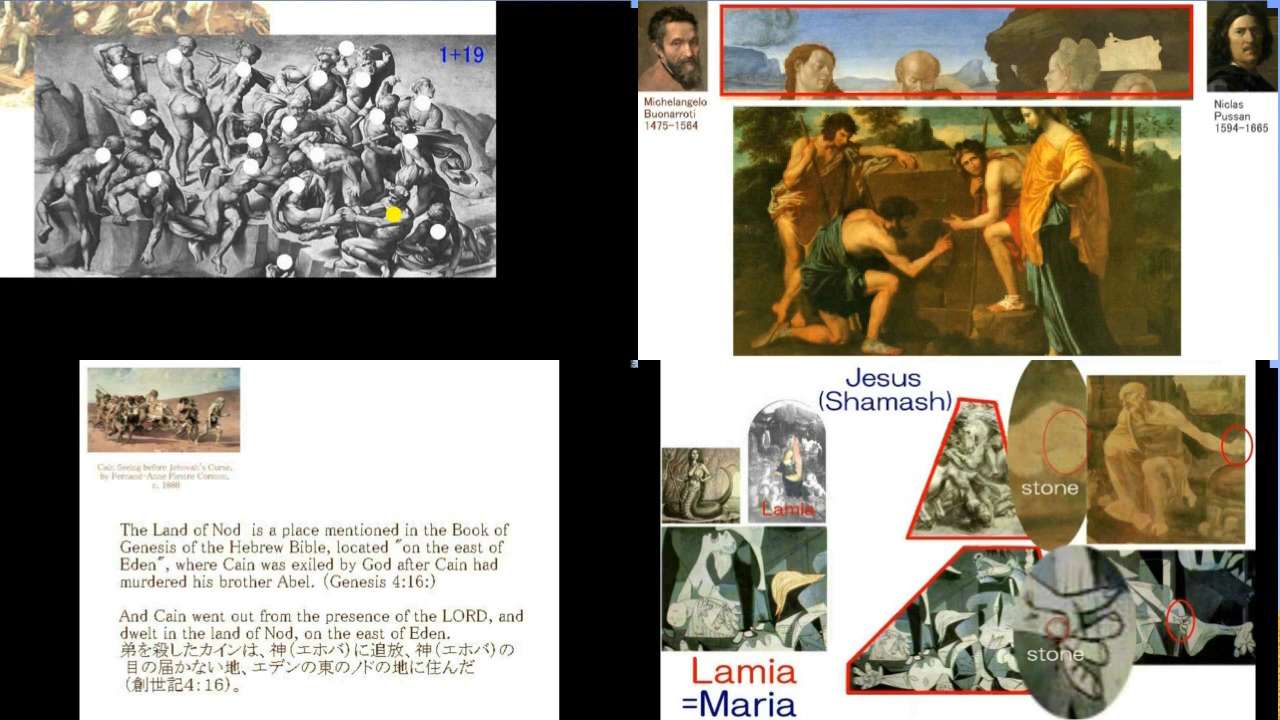 1+19
Michelangelo
Buonarroti
1475-1564
Niclas
Pussan
1594-1665
Cain fleeing before Jehovah's Curse,
by Fernand-Anne Piestre Cormon,
c. 1880
The Land of Nod is a place mentioned in the Book of
Genesis of the Hebrew Bible, located "on the east of
Eden", where Cain was exiled by God after Cain had
murdered his brother Abel. (Genesis 4:16:)
And Cain went out from the presence of the LORD, and
dwelt in the land of Nod, on the east of Eden.
弟を殺したカインは、神(エホバ)に追放、神(エホバ)の
目の届かない地、エデンの東のノドの地に住んだ
(創世記4:16)。
Jesus
(Shamash)
Lamia
stone
stone
Lamia
=Maria